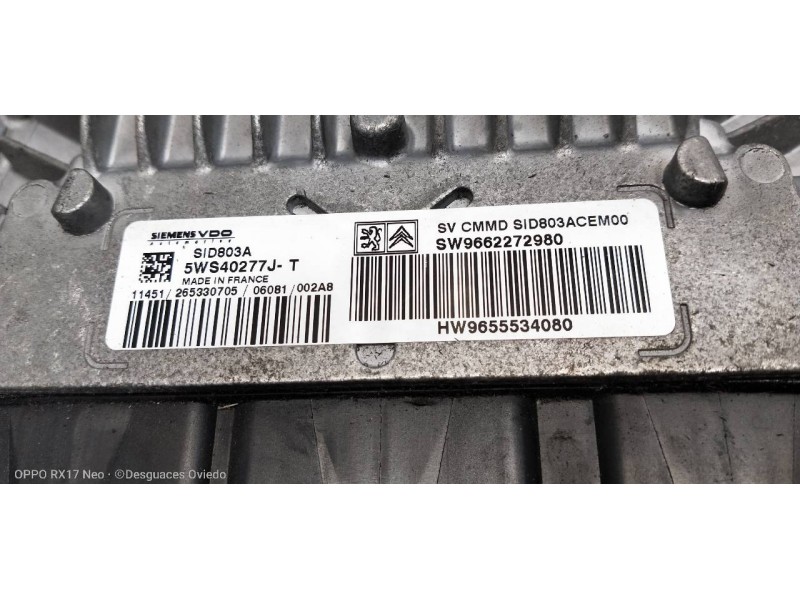 SIEMENS VDO
Automotive
SID803A
5WS40277J- T
MADE IN FRANCE
11451/265330705 /06081/002A8
SV CMMD SID803ACEM00
SW9662272980
HW9655534080
OPPO RX17 Neo · ©Desguaces Oviedo